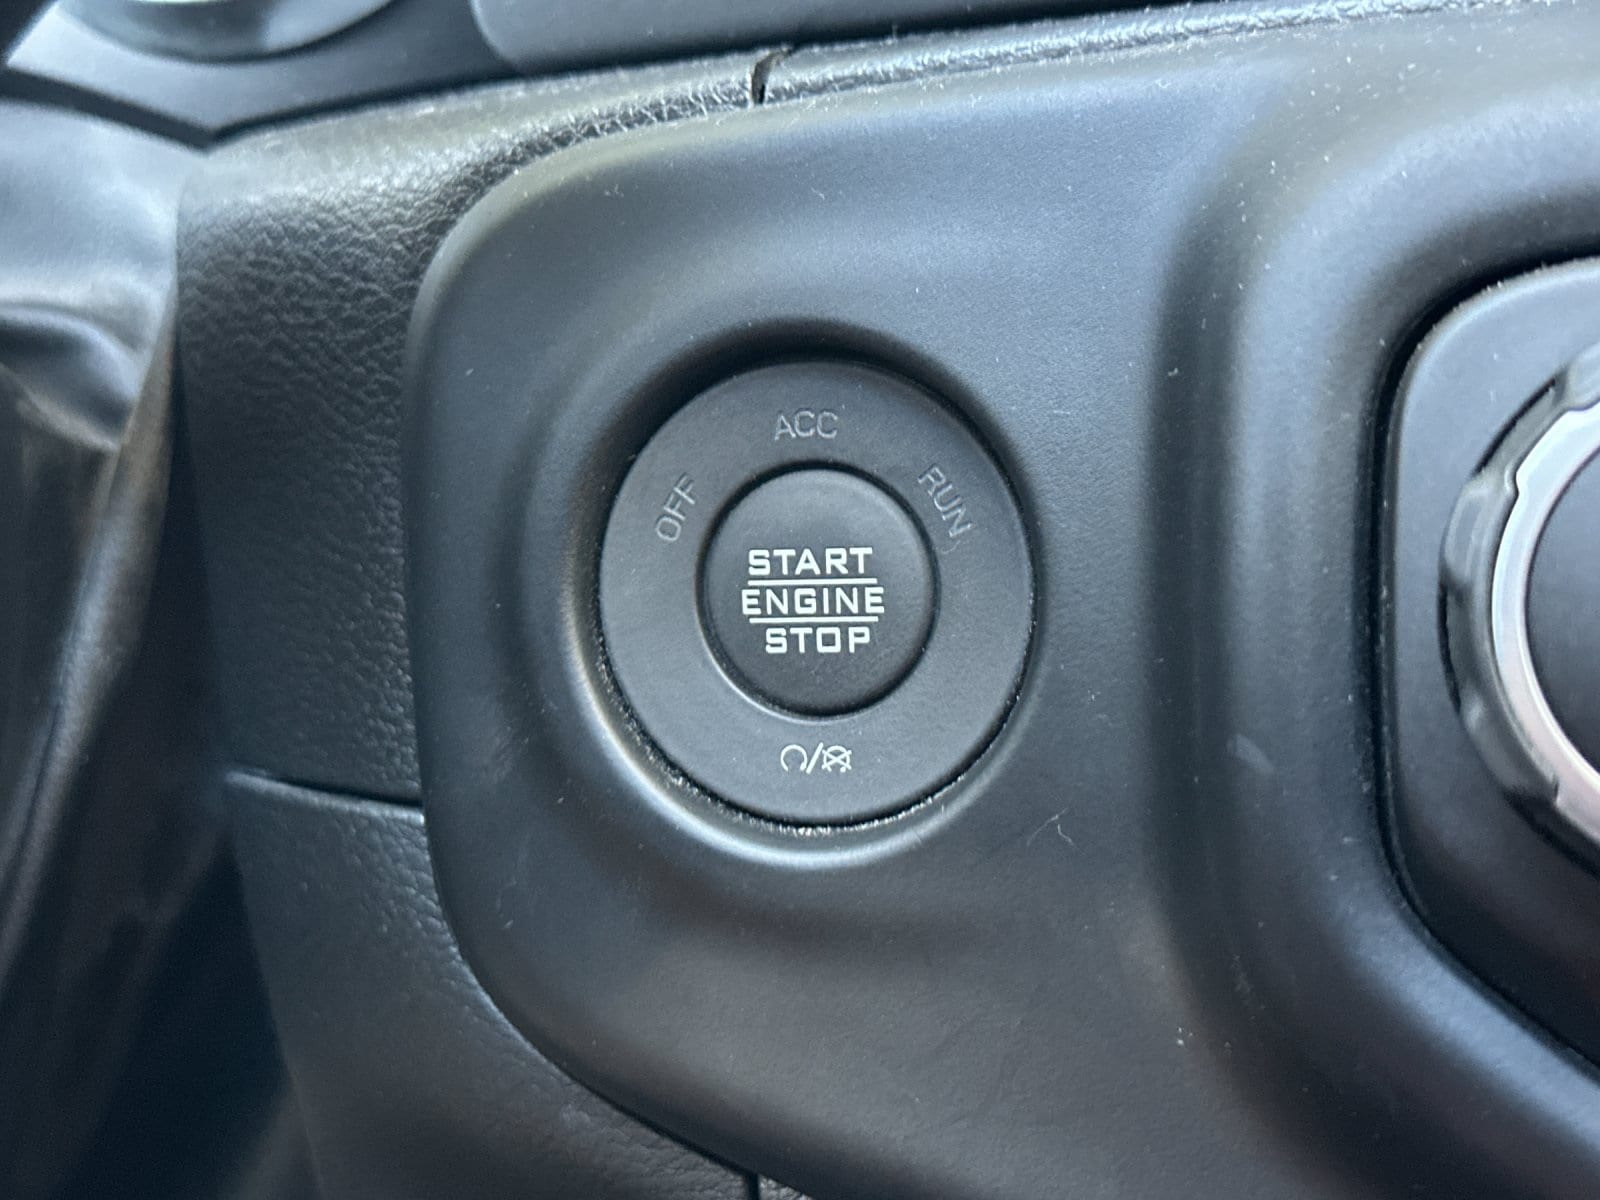 ACC
OFF
RUN
START
ENGINE
STOP